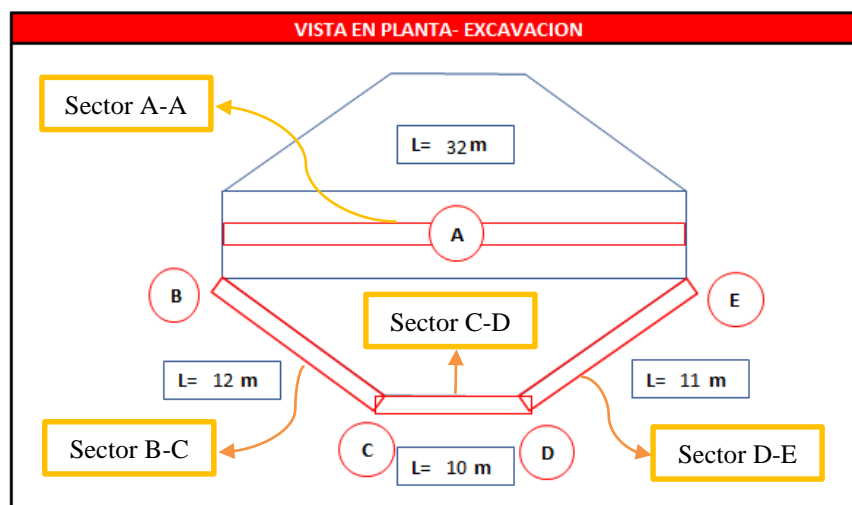 VISTA EN PLANTA- EXCAVACION
Sector A-A
L= 32 m
A
B
E
Sector C-D
L= 12 m
L= 11 m
Sector B-C
C
D
Sector D-E
L= 10 m